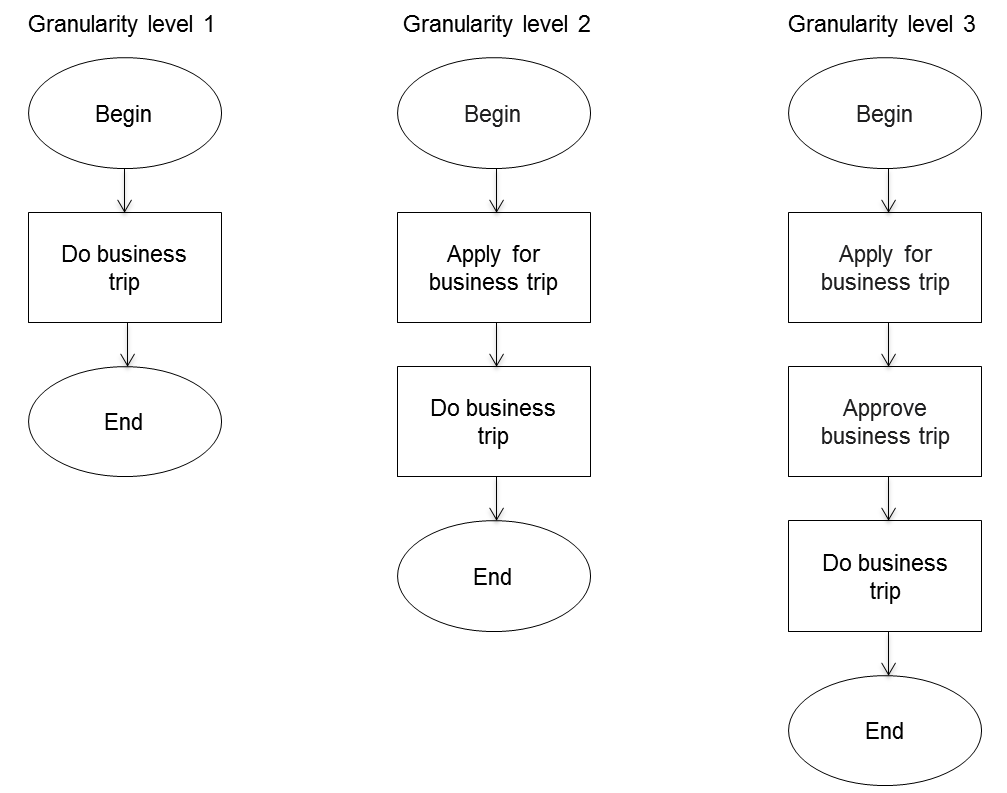 Granularity level 1
Begin
Do business
trip
End
Granularity level 2
Begin
Apply for
business trip
Do business
trip
End
Granularity level 3
Begin
Apply for
business trip
Approve
business trip
Do business
trip
End